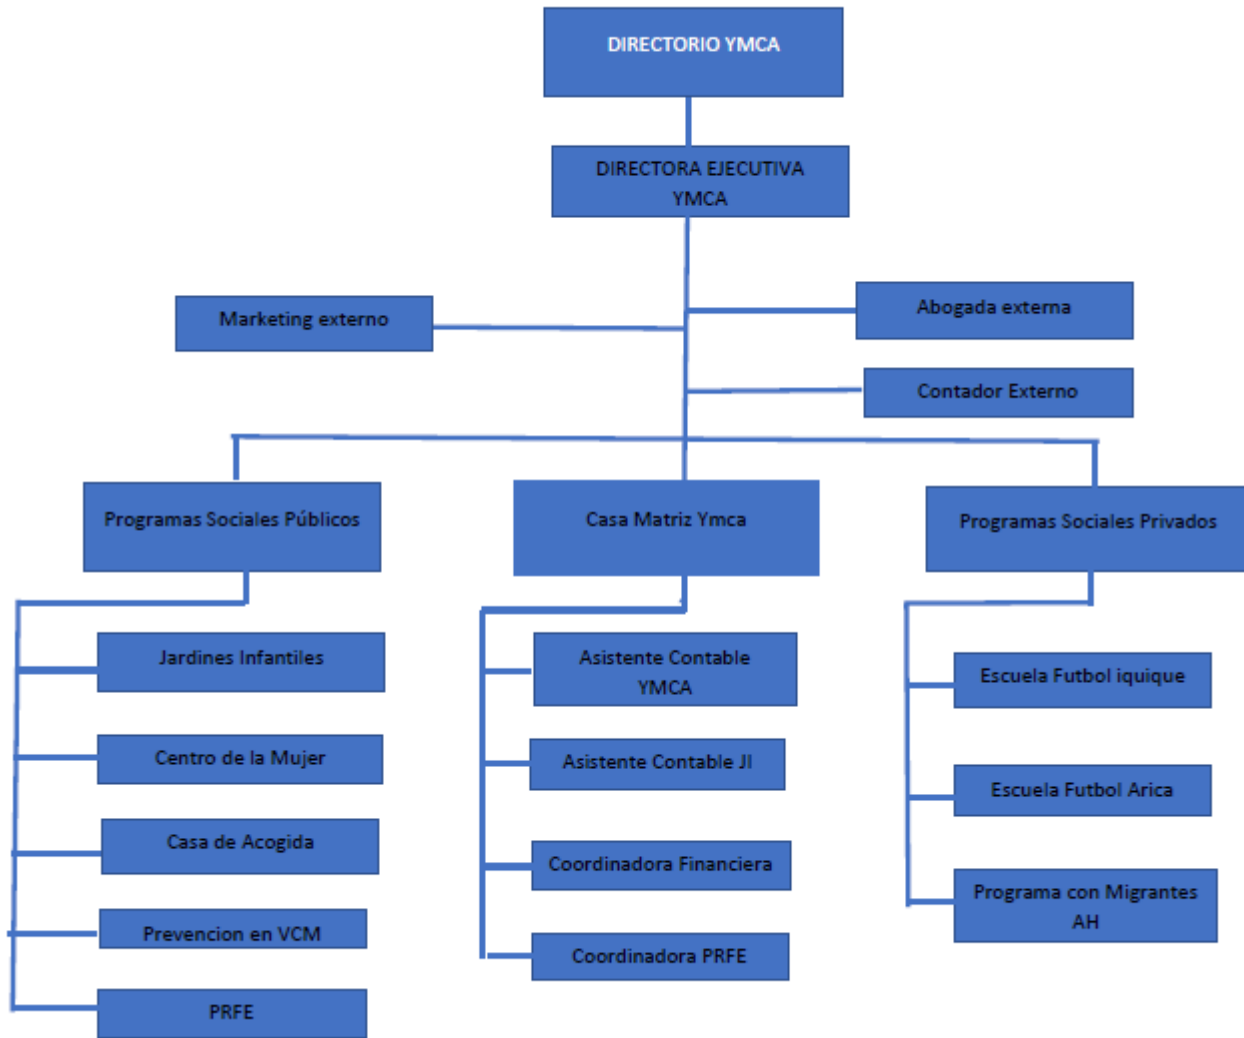 DIRECTORIO YMCA
DIRECTORA EJECUTIVA
YMCA
Marketing externo
Abogada externa
Contador Externo
Programas Sociales Públicos
Jardines Infantiles
Centro de la Mujer
Casa de Acogida
Prevencion en VCM
PRFE
Casa Matriz Ymca
Asistente Contable
YMCA
Asistente Contable JI
Coordinadora Financiera
Coordinadora PRFE
Programas Sociales Privados
Escuela Futbol iquique
Escuela Futbol Arica
Programa con Migrantes
AH